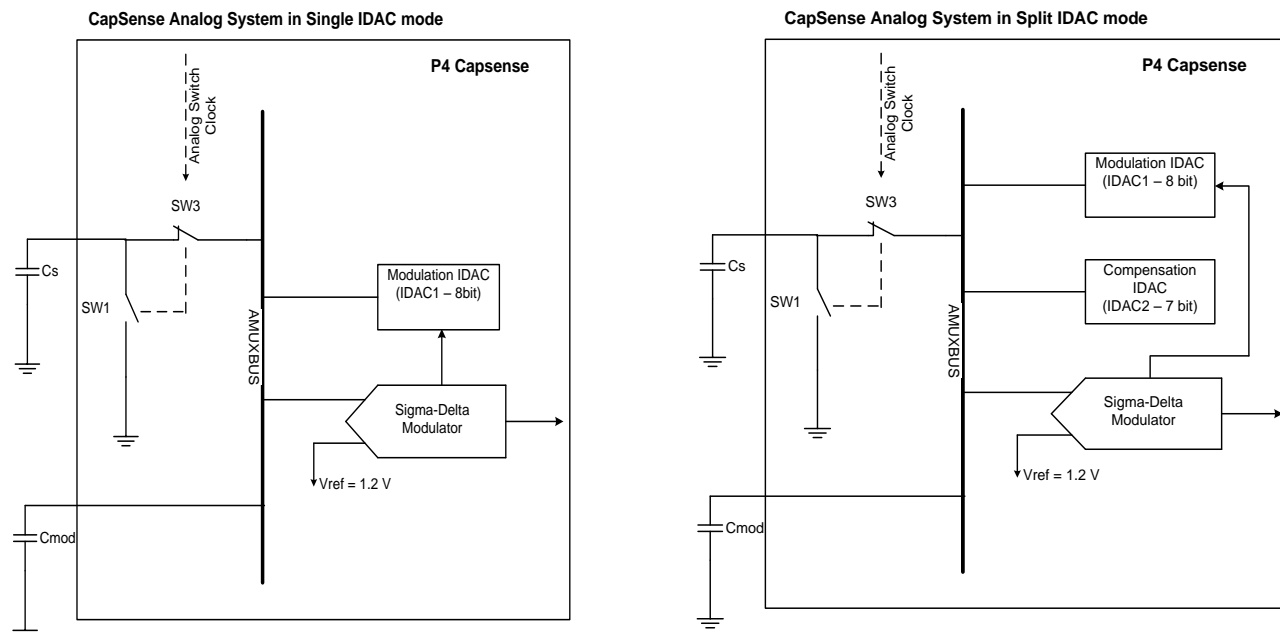 CapSense Analog System in Single IDAC mode
P4 Capsense
Analog Switch
Clock
SW3
Cs
SW1
AMUXBUS
Modulation IDAC
(IDAC1 – 8bit)
Sigma-Delta
Modulator
Vref = 1.2 V
Cmod
CapSense Analog System in Split IDAC mode
P4 Capsense
Analog Switch
Clock
SW3
Cs
SW1
AMUXBUS
Modulation IDAC
(IDAC1 – 8 bit)
Compensation
IDAC
(IDAC2 – 7 bit)
Sigma-Delta
Modulator
Vref = 1.2 V
Cmod